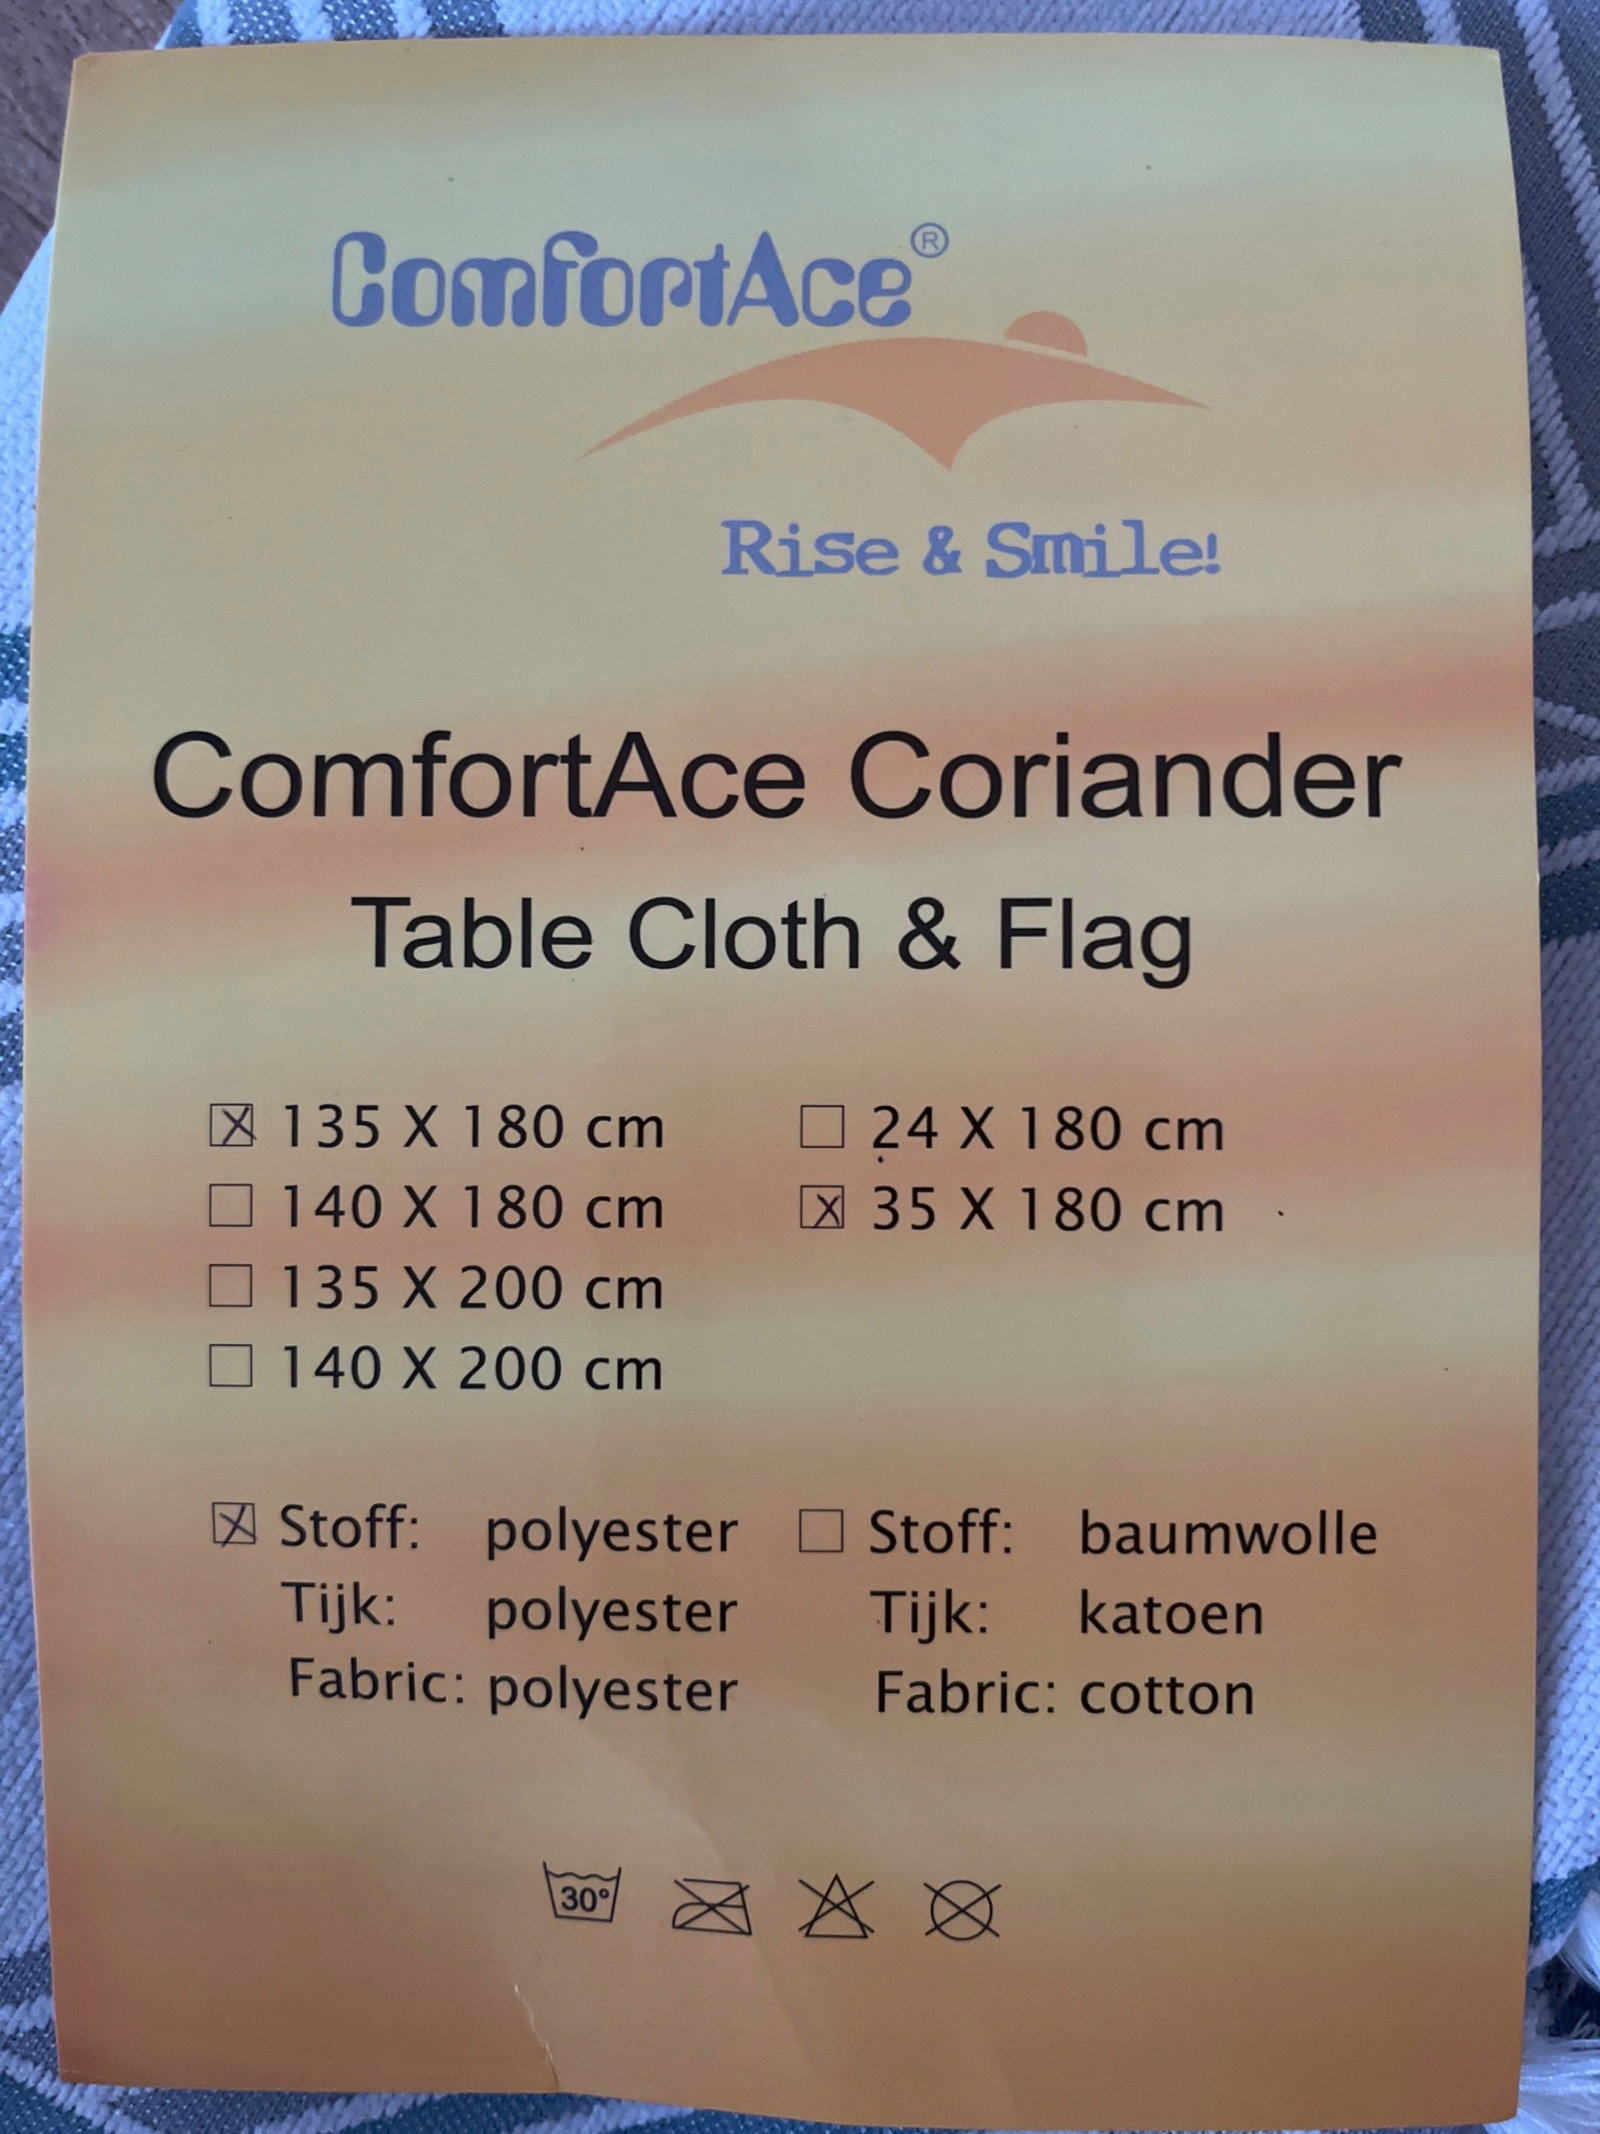 ComfortAce®
Rise & Smile!
ComfortAce Coriander
Table Cloth & Flag
☒ 135 X 180 cm ☐ 24 X 180 cm
☐ 140 X 180 cm ☒ 35 X 180 cm
☐ 135 X 200 cm
☐ 140 X 200 cm
☒ Stoff: polyester ☐ Stoff: baumwolle
Tijk: polyester Tijk: katoen
Fabric: polyester Fabric: cotton
30°